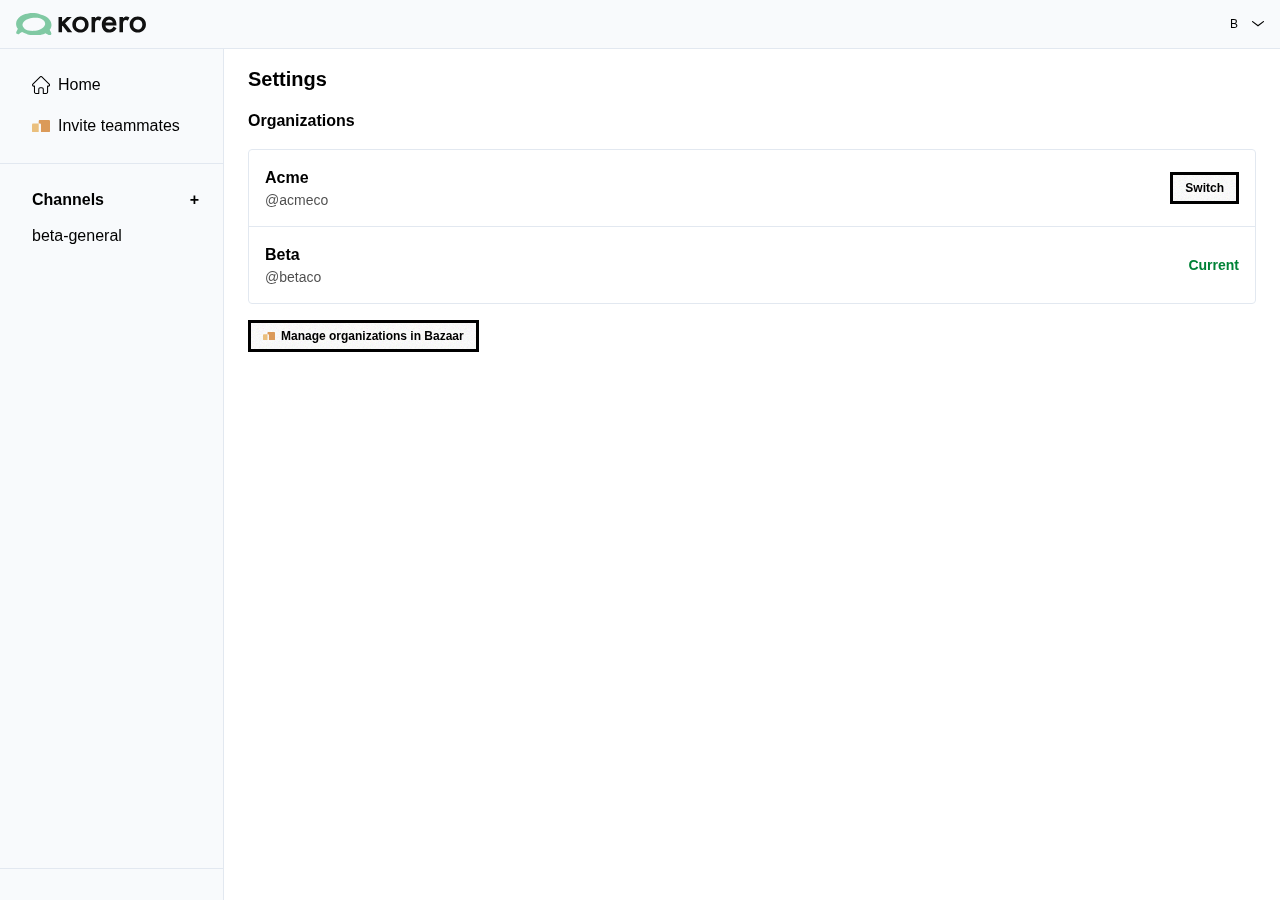 korero
B
Home
Invite teammates
Channels +
beta-general
Settings
Organizations
Acme
@acmeco
Switch
Beta
@betaco
Current
Manage organizations in Bazaar